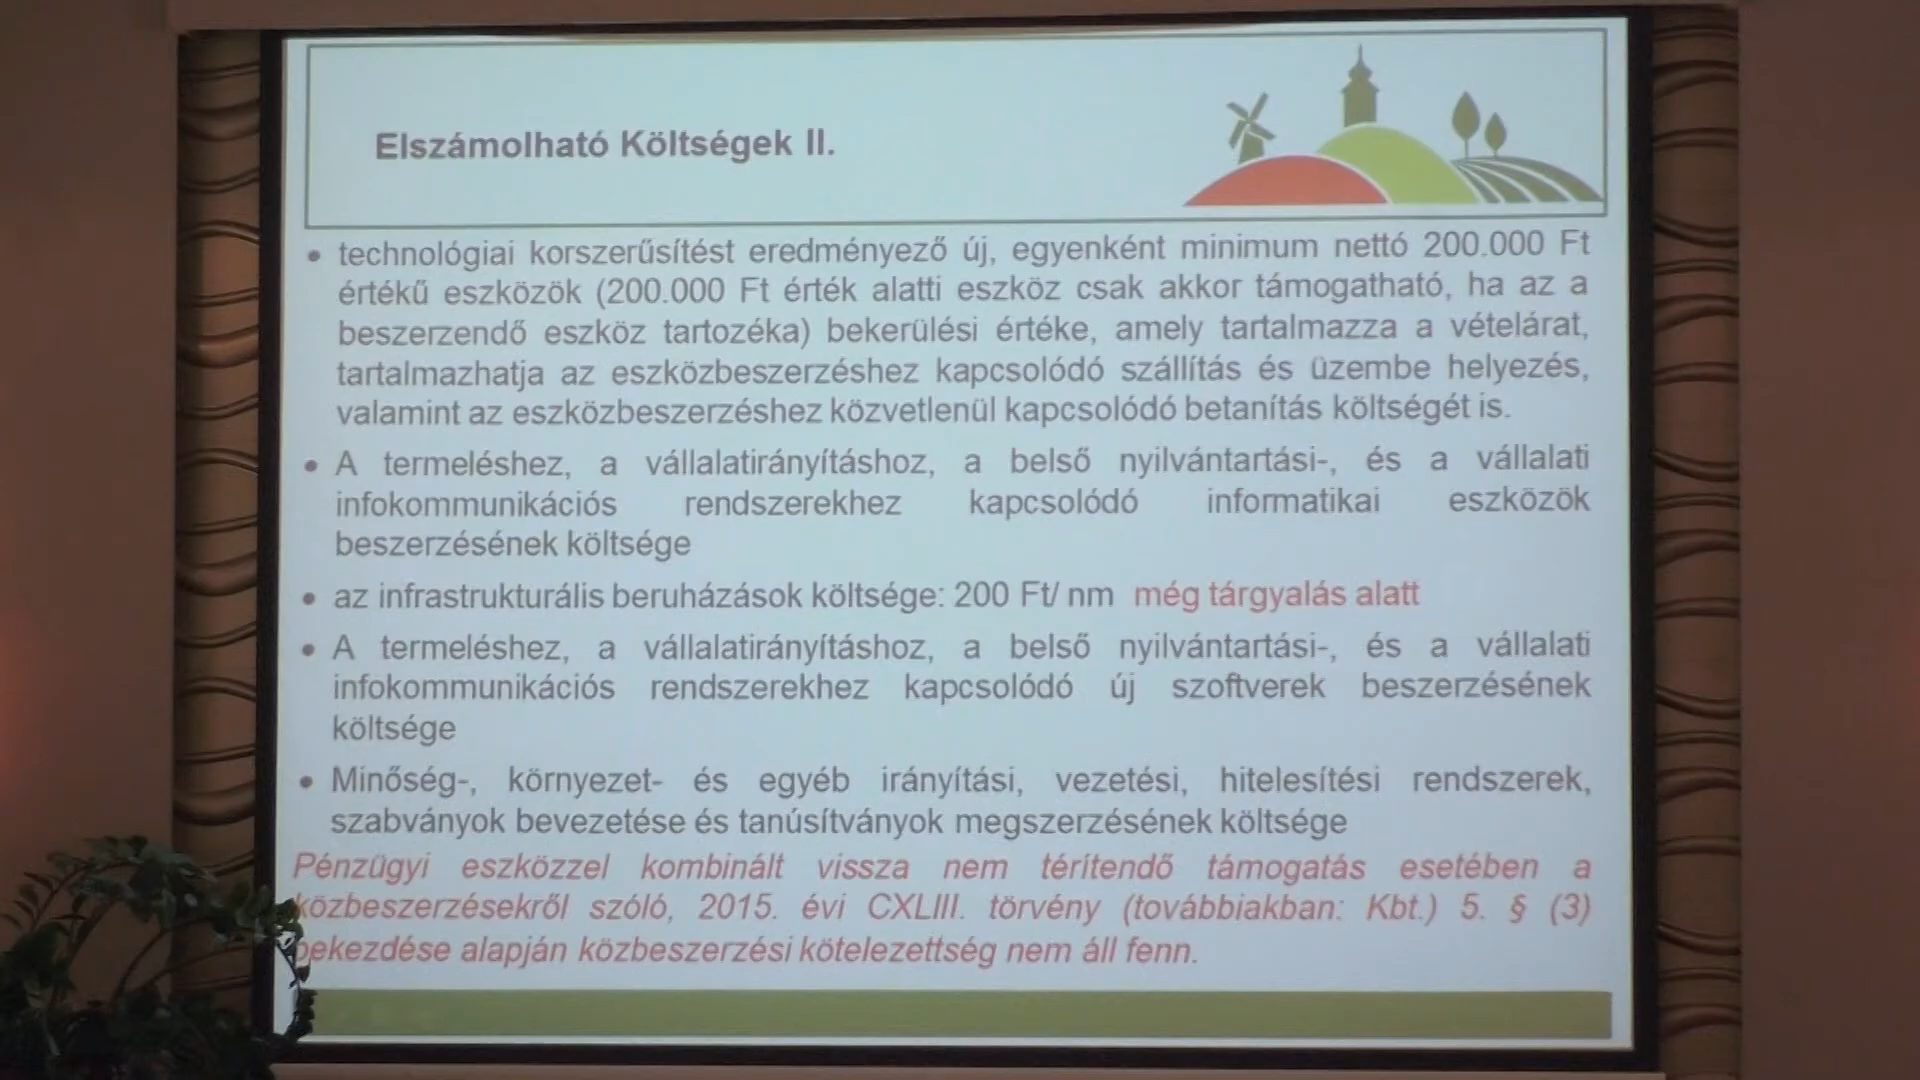 Elszámolható Költségek II.
• technológiai korszerűsítést eredményező új, egyenként minimum nettó 200.000 Ft
értékű eszközök (200.000 Ft érték alatti eszköz csak akkor támogatható, ha az a
beszerzendő eszköz tartozéka) bekerülési értéke, amely tartalmazza a vételárat,
tartalmazhatja az eszközbeszerzéshez kapcsolódó szállítás és üzembe helyezés,
valamint az eszközbeszerzéshez közvetlenül kapcsolódó betanítás költségét is.
• A termeléshez, a vállalatirányításhoz, a belső nyilvántartási-, és a vállalati
infokommunikációs rendszerekhez kapcsolódó informatikai eszközök
beszerzésének költsége
• az infrastrukturális beruházások költsége: 200 Ft/ nm még tárgyalás alatt
• A termeléshez, a vállalatirányításhoz, a belső nyilvántartási-, és a vállalati
infokommunikációs rendszerekhez kapcsolódó új szoftverek beszerzésének
költsége
• Minőség-, környezet- és egyéb irányítási, vezetési, hitelesítési rendszerek,
szabványok bevezetése és tanúsítványok megszerzésének költsége
Pénzügyi eszközzel kombinált vissza nem térítendő támogatás esetében a
közbeszerzésekről szóló, 2015. évi CXLIII. törvény (továbbiakban: Kbt.) 5. § (3)
bekezdése alapján közbeszerzési kötelezettség nem áll fenn.